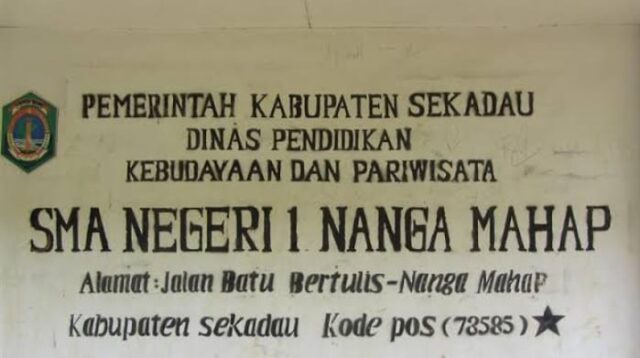 PEMERINTAH KABUPATEN SEKADAU
DINAS PENDIDIKAN
KEBUDAYAAN DAN PARIWISATA
SMA NEGERI 1 NANGA MAHAP
Alamat : Jalan Batu Bertulis-Nanga Mahap
Kabupaten sekadau Kode pos (78585) ★